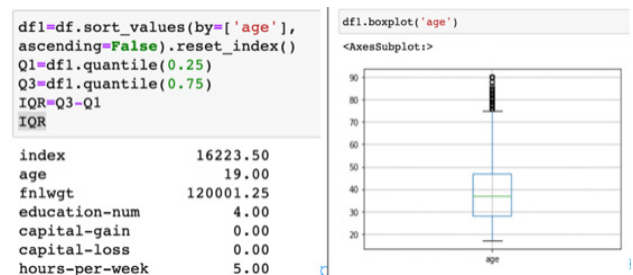 df1=df.sort_values(by=['age'],
ascending=False).reset_index()
Q1=df1.quantile(0.25)
Q3=df1.quantile(0.75)
IQR=Q3-Q1
IQR
index 16223.50
age 19.00
fnlwgt 120001.25
education-num 4.00
capital-gain 0.00
capital-loss 0.00
hours-per-week 5.00
df1.boxplot('age')
<AxesSubplot:>
90
80
70
60
50
40
30
20
age